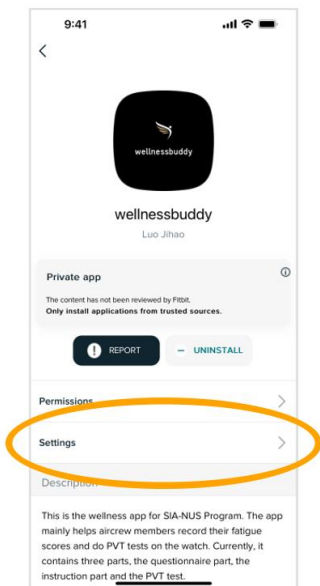 9:41
wellnessbuddy
wellnessbuddy
Luo Jihao
Private app
The content has not been reviewed by Fitbit.
Only install applications from trusted sources.
REPORT
UNINSTALL
Permissions
Settings
Description
This is the wellness app for SIA-NUS Program. The app
mainly helps aircrew members record their fatigue
scores and do PVT tests on the watch. Currently, it
contains three parts, the questionnaire part, the
instruction part and the PVT test.